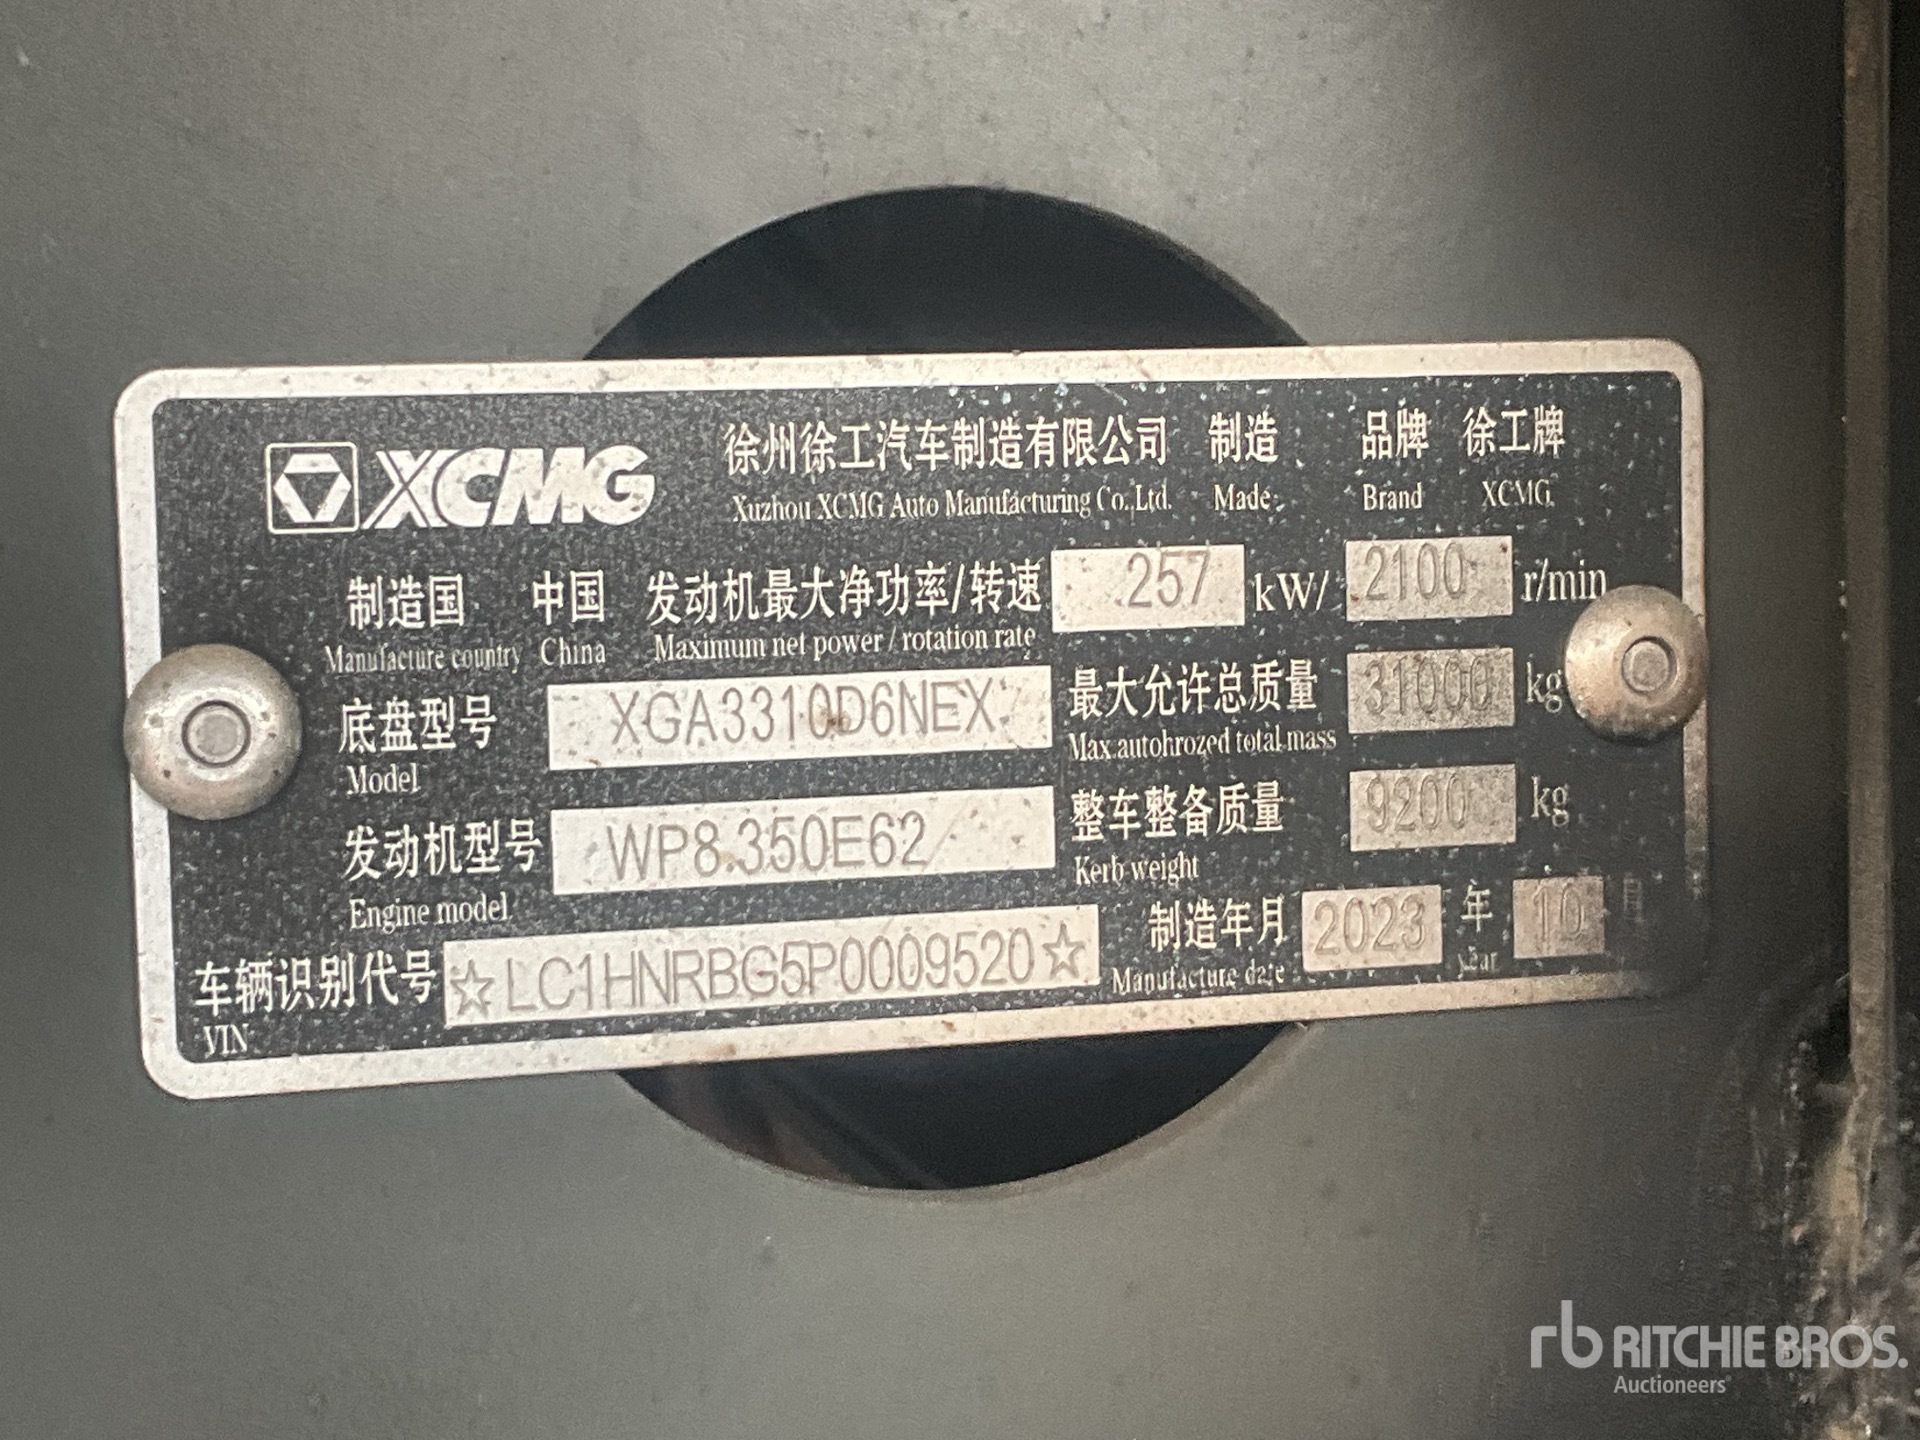 XCMG 徐州徐工汽车制造有限公司 制造 品牌 徐工牌
Xuzhou XCMG Auto Manufacturing Co.,Ltd. Made Brand XCMG
制造国 中国 发动机最大净功率/转速 257 kW/ 2100 r/min
Manufacture country China Maximum net power / rotation rate
底盘型号 XGA3310D6NEX 最大允许总质量 31000 kg
Model Max.autohrozed total mass
发动机型号 WP8.350E62 整车整备质量 9200 kg
Engine model Kerb weight
车辆识别代号 ☆LC1HNRBG5P0009520☆ 制造年月 2023 年 10 月
VIN Manufacture date year
rb RITCHIE BROS.
Auctioneers